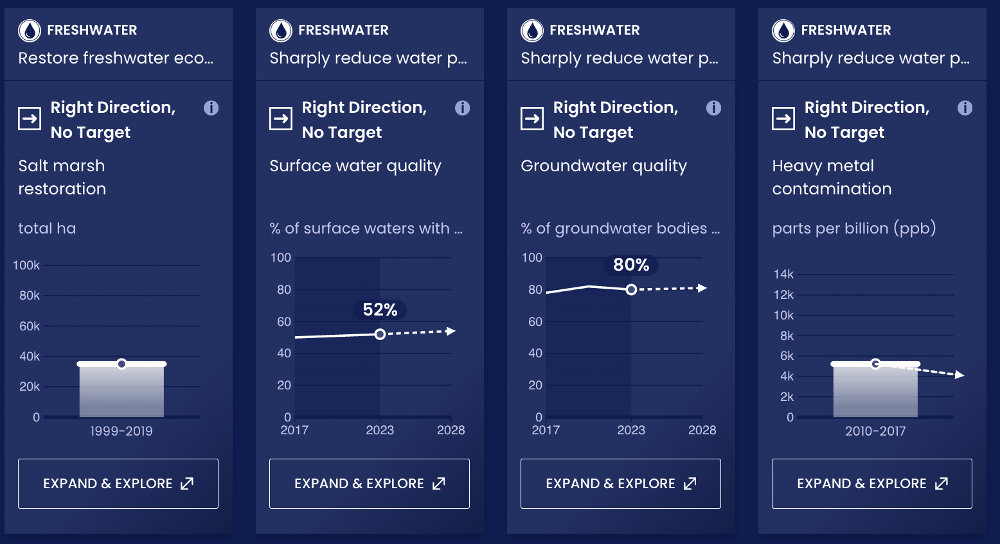 FRESHWATER
Restore freshwater eco...
Right Direction,
No Target
Salt marsh
restoration
total ha
100k
80k
60k
40k
20k
0
1999-2019
EXPAND & EXPLORE
FRESHWATER
Sharply reduce water p...
Right Direction,
No Target
Surface water quality
% of surface waters with ...
100
80
52%
60
40
20
0
2017 2023 2028
EXPAND & EXPLORE
FRESHWATER
Sharply reduce water p...
Right Direction,
No Target
Groundwater quality
% of groundwater bodies ...
100
80%
80
60
40
20
0
2017 2023 2028
EXPAND & EXPLORE
FRESHWATER
Sharply reduce water p...
Right Direction,
No Target
Heavy metal
contamination
parts per billion (ppb)
14k
12k
10k
8k
6k
4k
2k
0
2010-2017
EXPAND & EXPLORE